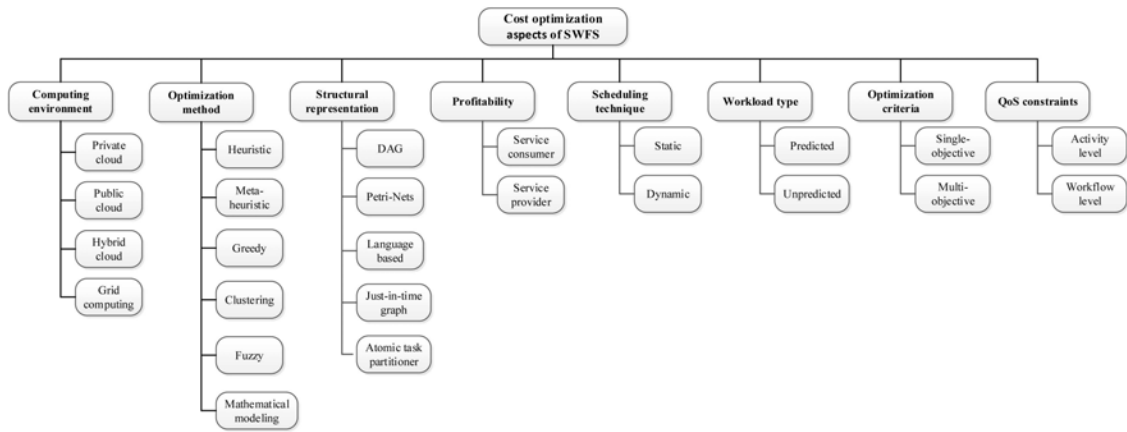 Cost optimization
aspects of SWFS
Computing
environment
Private
cloud
Public
cloud
Hybrid
cloud
Grid
computing
Optimization
method
Heuristic
Meta-
heuristic
Greedy
Clustering
Fuzzy
Mathematical
modeling
Structural
representation
DAG
Petri-Nets
Language
based
Just-in-time
graph
Atomic task
partitioner
Profitability
Service
consumer
Service
provider
Scheduling
technique
Static
Dynamic
Workload type
Predicted
Unpredicted
Optimization
criteria
Single-
objective
Multi-
objective
QoS constraints
Activity
level
Workflow
level